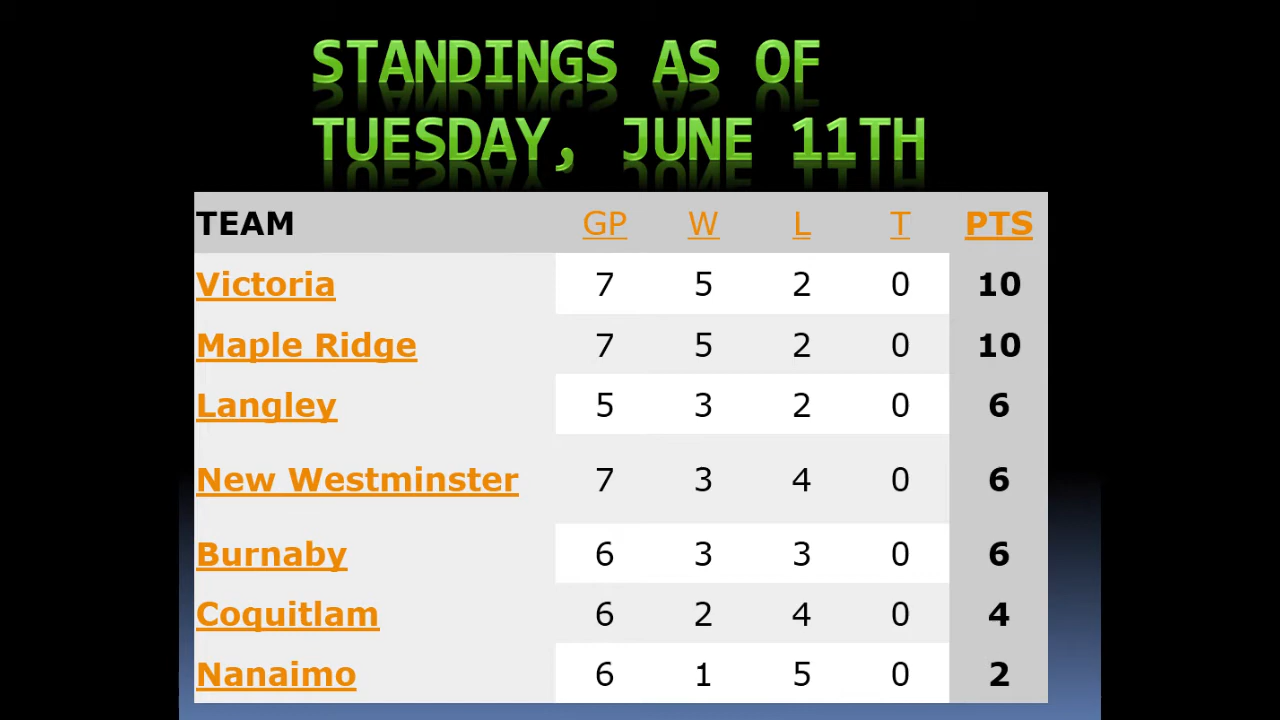 STANDINGS AS OF
TUESDAY, JUNE 11TH
TEAM GP W L T PTS
Victoria 7 5 2 0 10
Maple Ridge 7 5 2 0 10
Langley 5 3 2 0 6
New Westminster 7 3 4 0 6
Burnaby 6 3 3 0 6
Coquitlam 6 2 4 0 4
Nanaimo 6 1 5 0 2